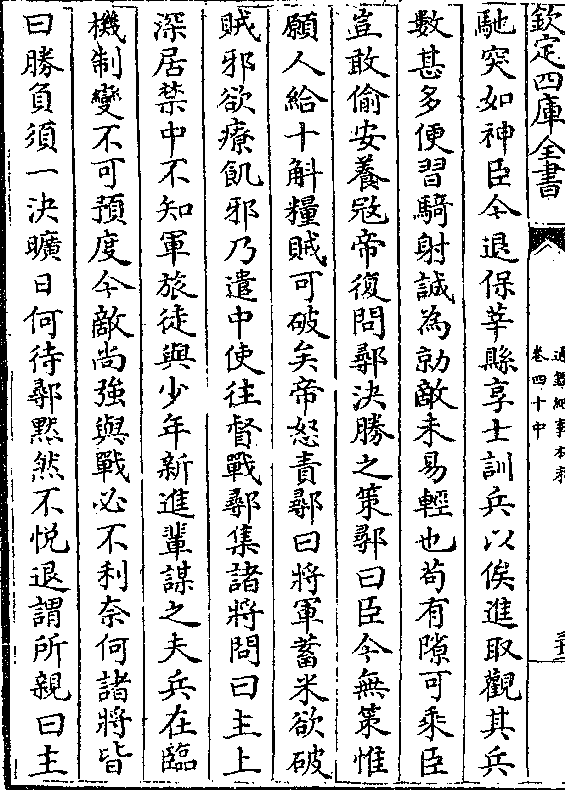 欽定四庫全書
通鑑紀事本末
卷四十中
馳突如神臣今退保莘縣享士訓兵以俟進取觀其兵
數甚多便習騎射誠為勍敵未易輕也苟有隙可乘臣
豈敢偷安養冦帝復問鄩決勝之策鄩曰臣今無策惟
願人給十斛糧賊可破矣帝怒責鄩曰將軍蓄米欲破
賊邪欲療飢邪乃遣中使往督戰鄩集諸將問曰主上
深居禁中不知軍旅徒與少年新進輩謀之夫兵在臨
機制變不可預度今敵尚強與戰必不利奈何諸將皆
曰勝負須一決曠日何待鄩黙然不悦退謂所親曰主